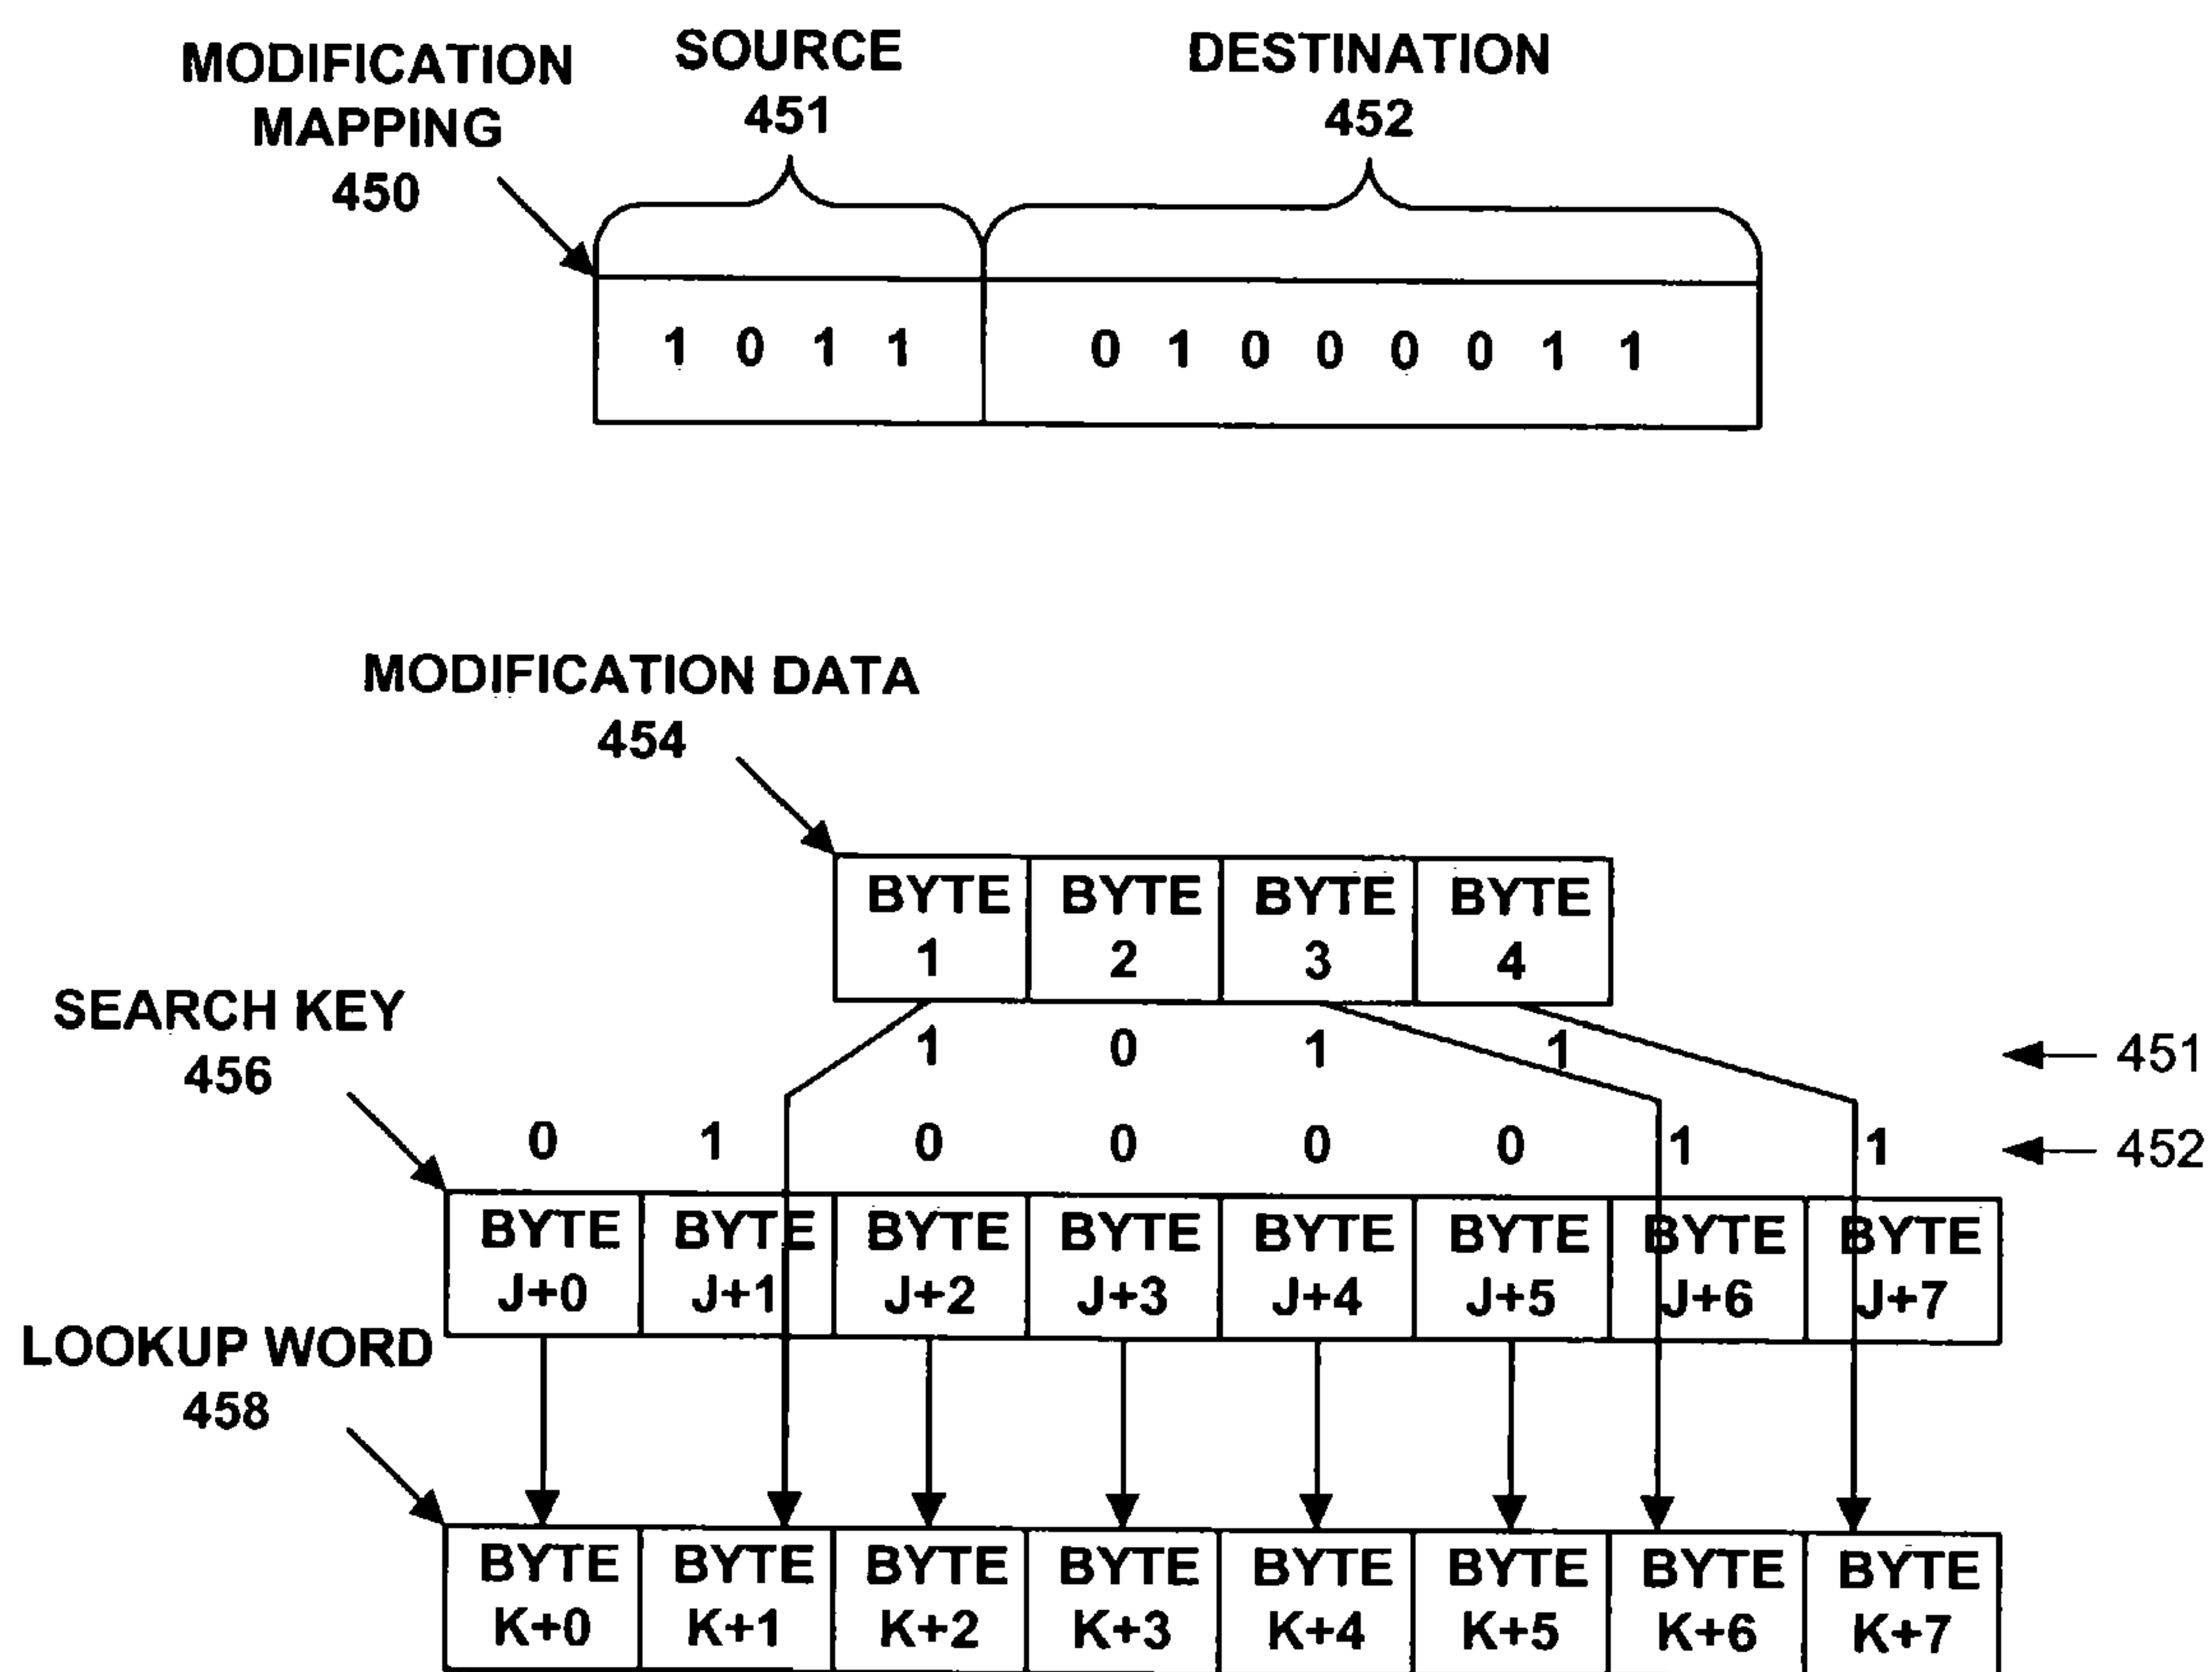 MODIFICATION
MAPPING
450
SOURCE
451
DESTINATION
452
1 0 1 1 0 1 0 0 0 0 1 1
MODIFICATION DATA
454
BYTE BYTE BYTE BYTE
1 2 3 4
SEARCH KEY
456
1 0 1 1 451
0 1 0 0 0 0 1 1 452
BYTE BYTE BYTE BYTE BYTE BYTE BYTE BYTE
J+0 J+1 J+2 J+3 J+4 J+5 J+6 J+7
LOOKUP WORD
458
BYTE BYTE BYTE BYTE BYTE BYTE BYTE BYTE
K+0 K+1 K+2 K+3 K+4 K+5 K+6 K+7